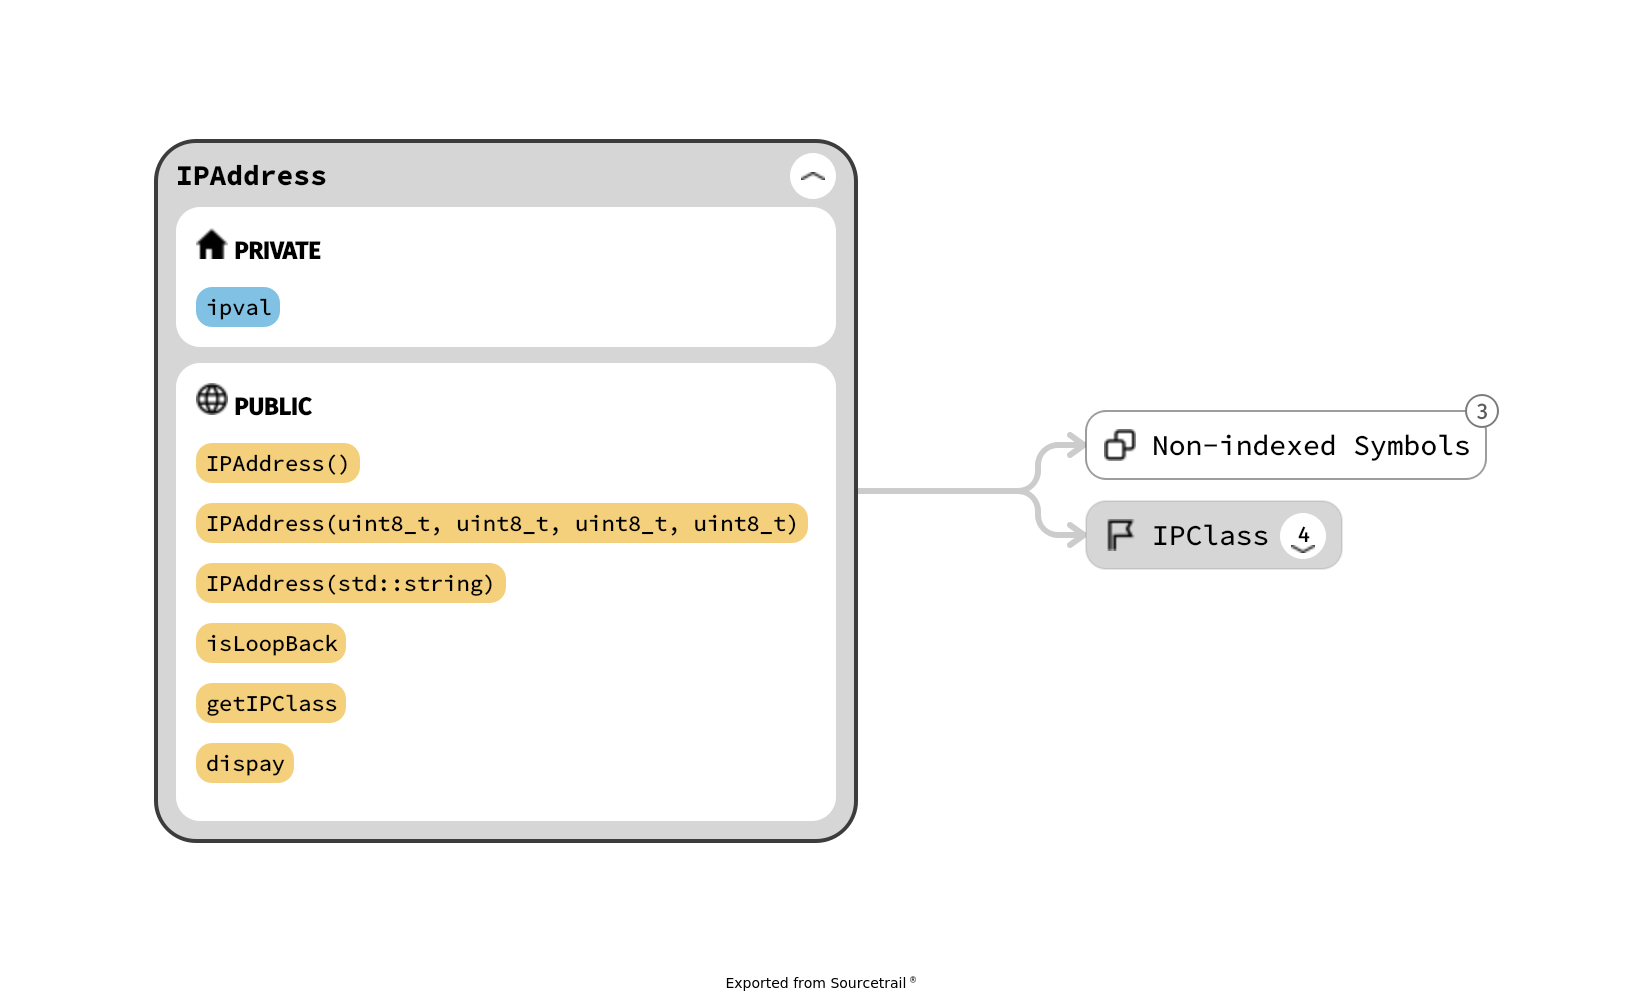 IPAddress
PRIVATE
ipval
PUBLIC
IPAddress()
IPAddress(uint8_t, uint8_t, uint8_t, uint8_t)
IPAddress(std::string)
isLoopBack
getIPClass
dispay
3
Non-indexed Symbols
IPClass 4
Exported from Sourcetrail ®